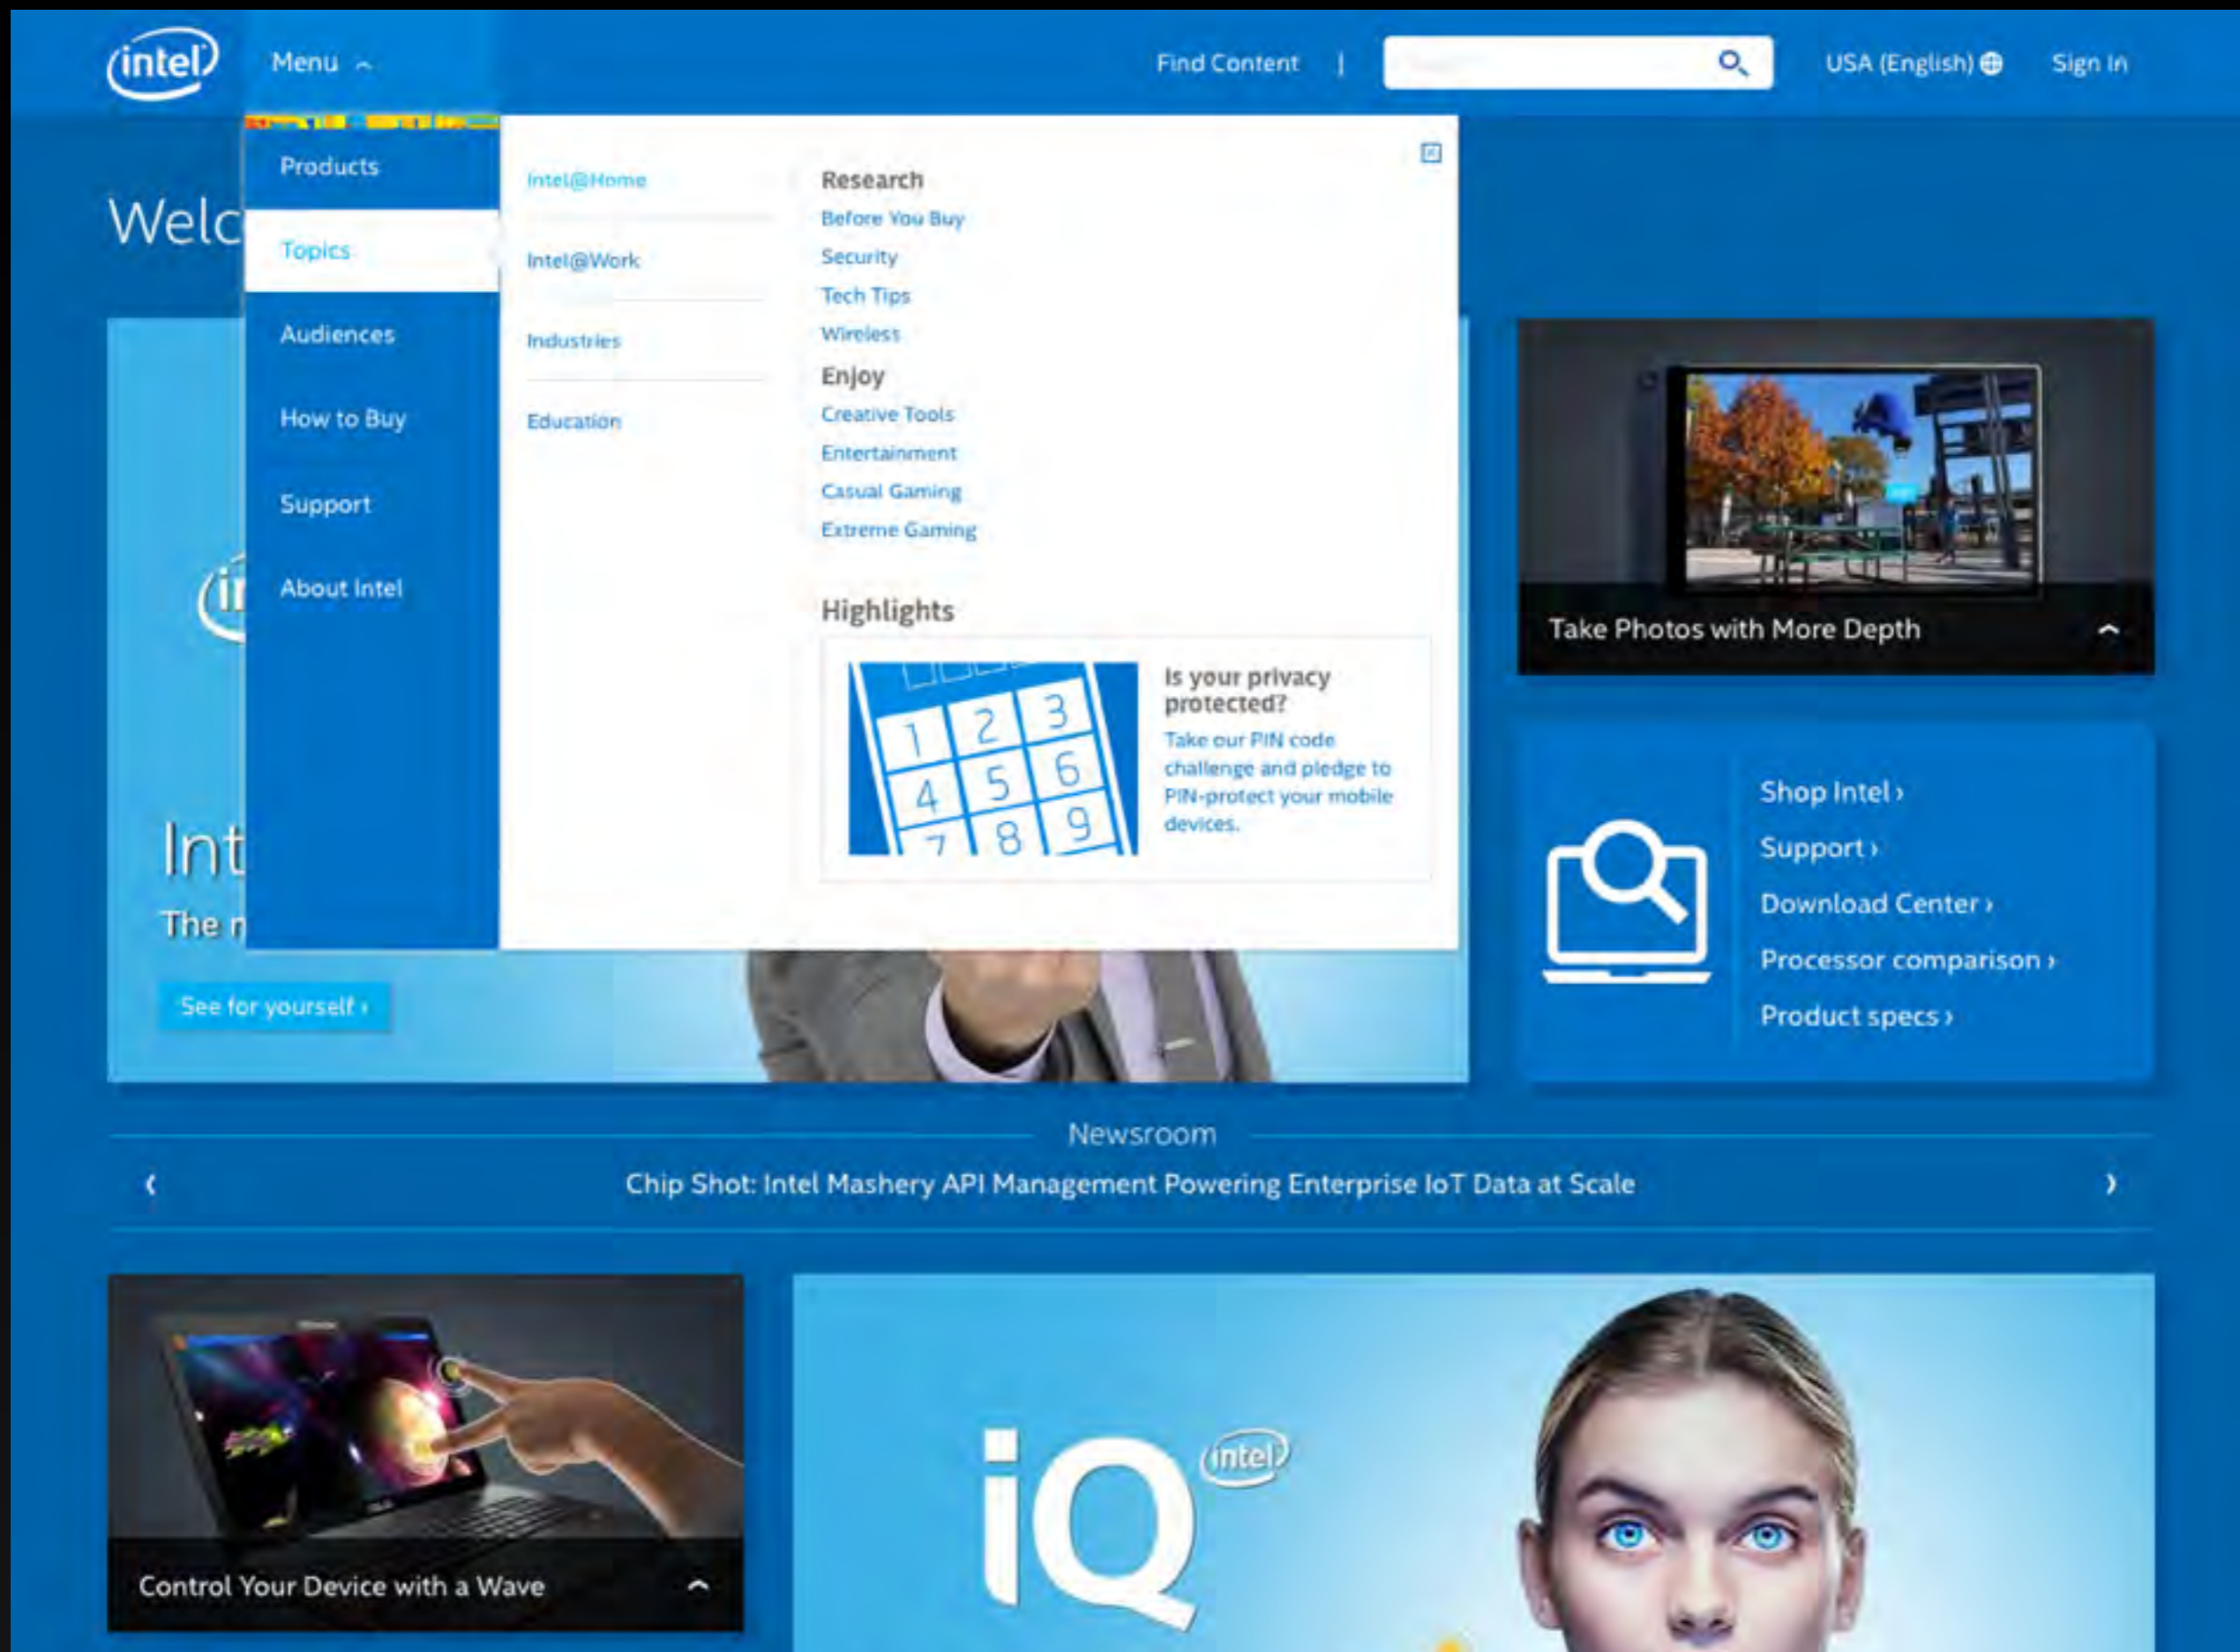 intel
Menu
Find Content |
USA (English)
Sign In
Welc
Products
Topics
Audiences
How to Buy
Support
About Intel
Intel@Home
Intel@Work
Industries
Education
Research
Before You Buy
Security
Tech Tips
Wireless
Enjoy
Creative Tools
Entertainment
Casual Gaming
Extreme Gaming
Highlights
1 2 3
4 5 6
7 8 9
Is your privacy
protected?
Take our PIN code
challenge and pledge to
PIN-protect your mobile
devices.
Int
The
See for yourself ›
Take Photos with More Depth
Shop Intel ›
Support ›
Download Center ›
Processor comparison ›
Product specs ›
Newsroom
Chip Shot: Intel Mashery API Management Powering Enterprise IoT Data at Scale
Control Your Device with a Wave
iQ
intel